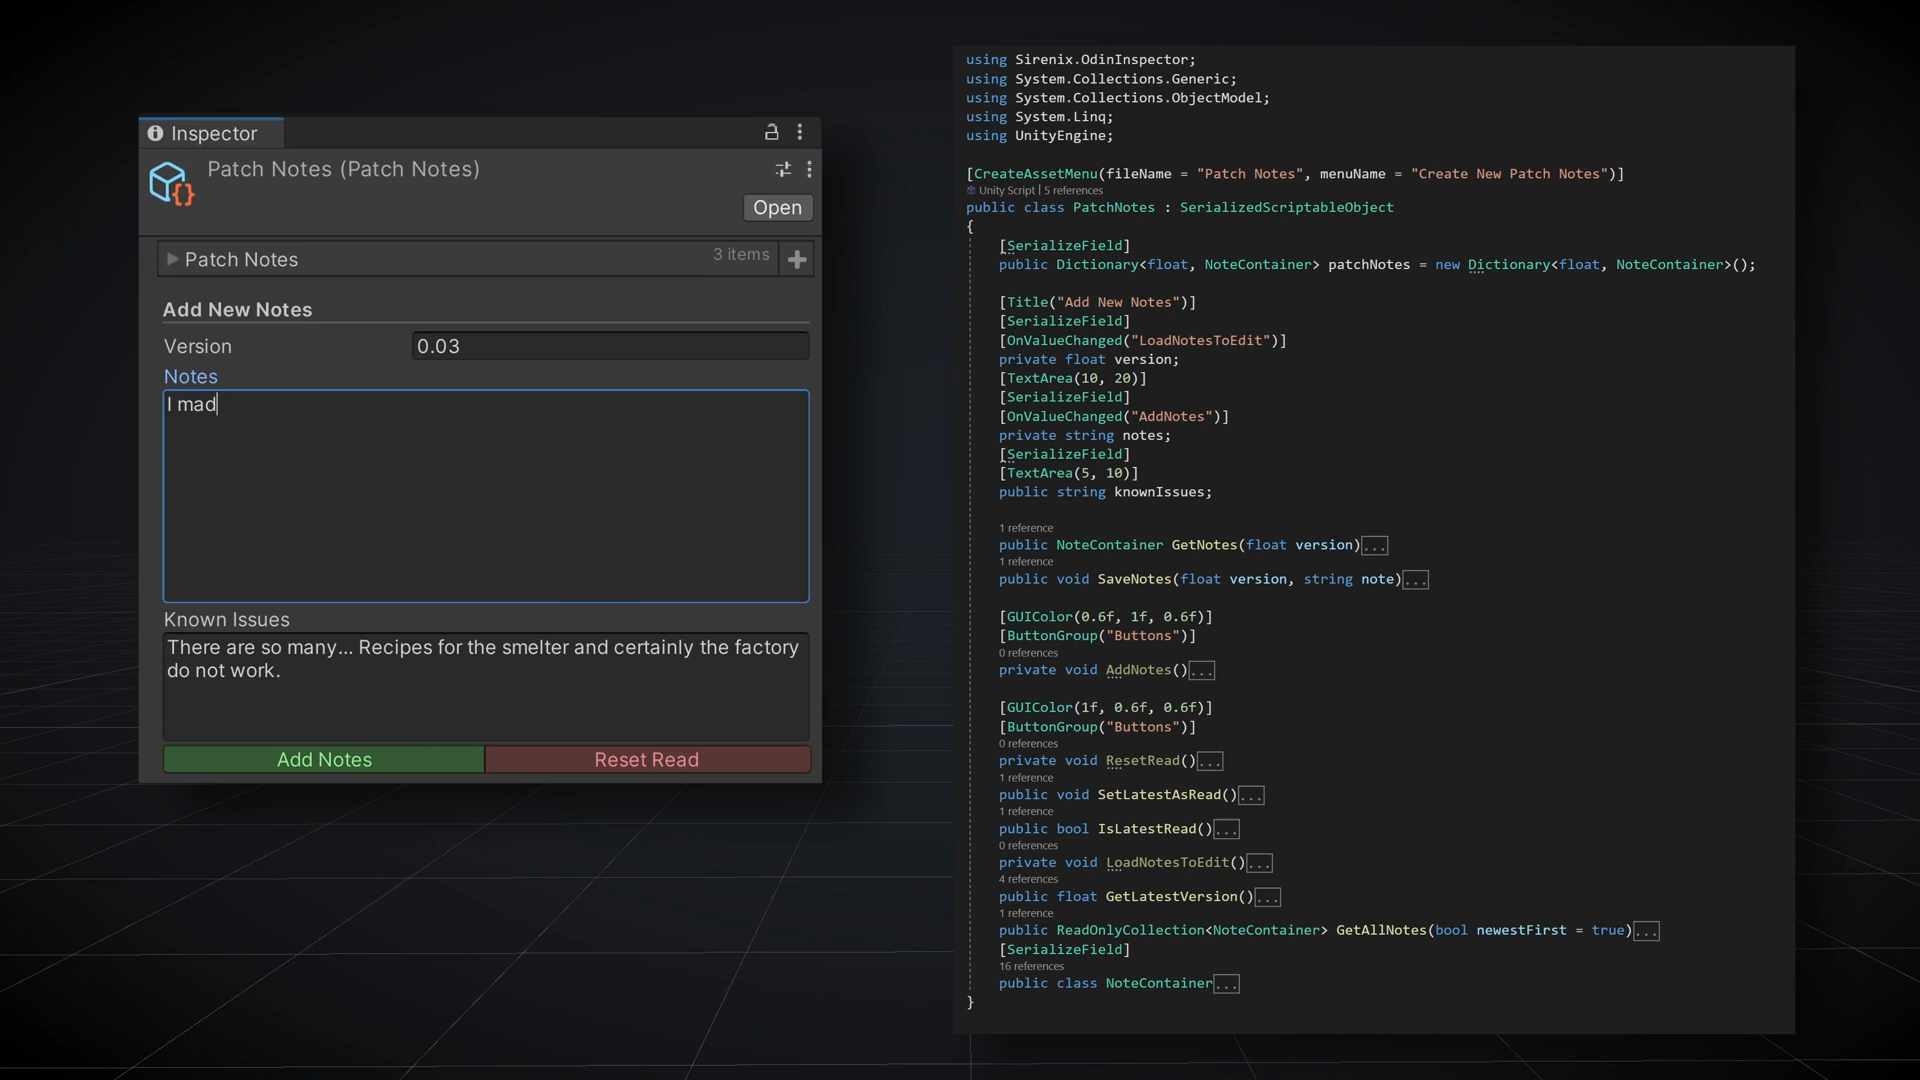 Inspector
Patch Notes (Patch Notes)
Open
Patch Notes
3 items
Add New Notes
Version
0.03
Notes
I mad
Known Issues
There are so many... Recipes for the smelter and certainly the factory
do not work.
Add Notes
Reset Read
using Sirenix.OdinInspector;
using System.Collections.Generic;
using System.Collections.ObjectModel;
using System.Linq;
using UnityEngine;
[CreateAssetMenu(fileName = "Patch Notes", menuName = "Create New Patch Notes")]
Unity Script | 5 references
public class PatchNotes : SerializedScriptableObject
{
[SerializeField]
public Dictionary<float, NoteContainer> patchNotes = new Dictionary<float, NoteContainer>();
[Title("Add New Notes")]
[SerializeField]
[OnValueChanged("LoadNotesToEdit")]
private float version;
[TextArea(10, 20)]
[SerializeField]
[OnValueChanged("AddNotes")]
private string notes;
[SerializeField]
[TextArea(5, 10)]
public string knownIssues;
1 reference
public NoteContainer GetNotes(float version)...
1 reference
public void SaveNotes(float version, string note)...
[GUIColor(0.6f, 1f, 0.6f)]
[ButtonGroup("Buttons")]
0 references
private void AddNotes()...
[GUIColor(1f, 0.6f, 0.6f)]
[ButtonGroup("Buttons")]
0 references
private void ResetRead()...
1 reference
public void SetLatestAsRead()...
1 reference
public bool IsLatestRead()...
0 references
private void LoadNotesToEdit()...
4 references
public float GetLatestVersion()...
1 reference
public ReadOnlyCollection<NoteContainer> GetAllNotes(bool newestFirst = true)...
[SerializeField]
16 references
public class NoteContainer...
}